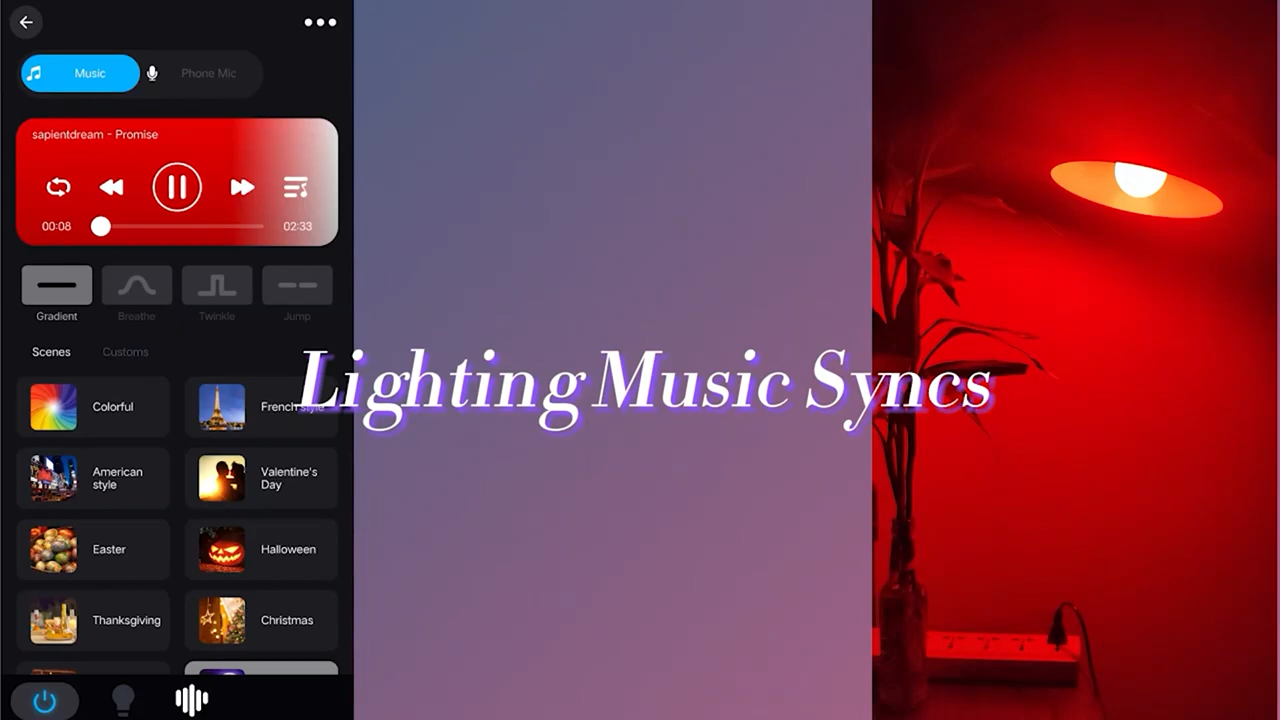 Music
Phone Mic
sapientdream - Promise
00:08
02:33
Gradient
Breathe
Twinkle
Jump
Scenes
Customs
Colorful
French style
Lighting Music Syncs
American
style
Valentine's
Day
Easter
Halloween
Thanksgiving
Christmas